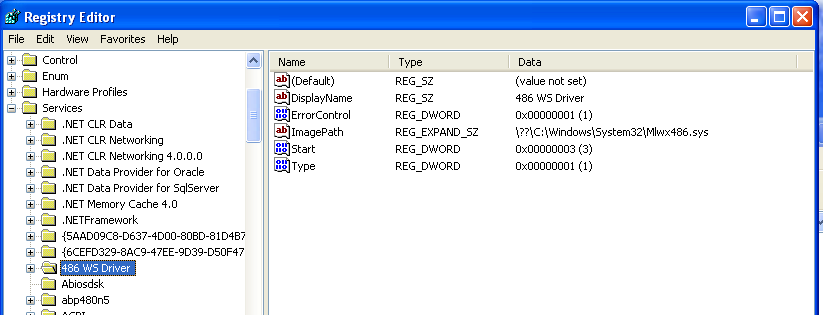 Registry Editor
File Edit View Favorites Help
Control
Enum
Hardware Profiles
Services
.NET CLR Data
.NET CLR Networking
.NET CLR Networking 4.0.0.0
.NET Data Provider for Oracle
.NET Data Provider for SqlServer
.NET Memory Cache 4.0
.NETFramework
{5AAD09C8-D637-4D00-80BD-81D4B7
{6CEFD329-8AC9-47EE-9D39-D50F47
486 WS Driver
Abiosdsk
abp480n5
ACPI
Name Type Data
(Default) REG_SZ (value not set)
DisplayName REG_SZ 486 WS Driver
ErrorControl REG_DWORD 0x00000001 (1)
ImagePath REG_EXPAND_SZ \??\C:\Windows\System32\Mlwx486.sys
Start REG_DWORD 0x00000003 (3)
Type REG_DWORD 0x00000001 (1)